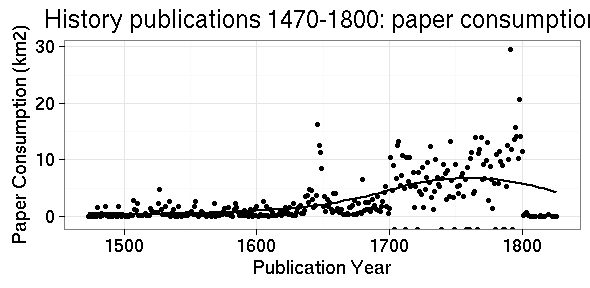 History publications 1470-1800: paper consumption
Paper Consumption (km2)
30
20
10
0
1500 1600 1700 1800
Publication Year